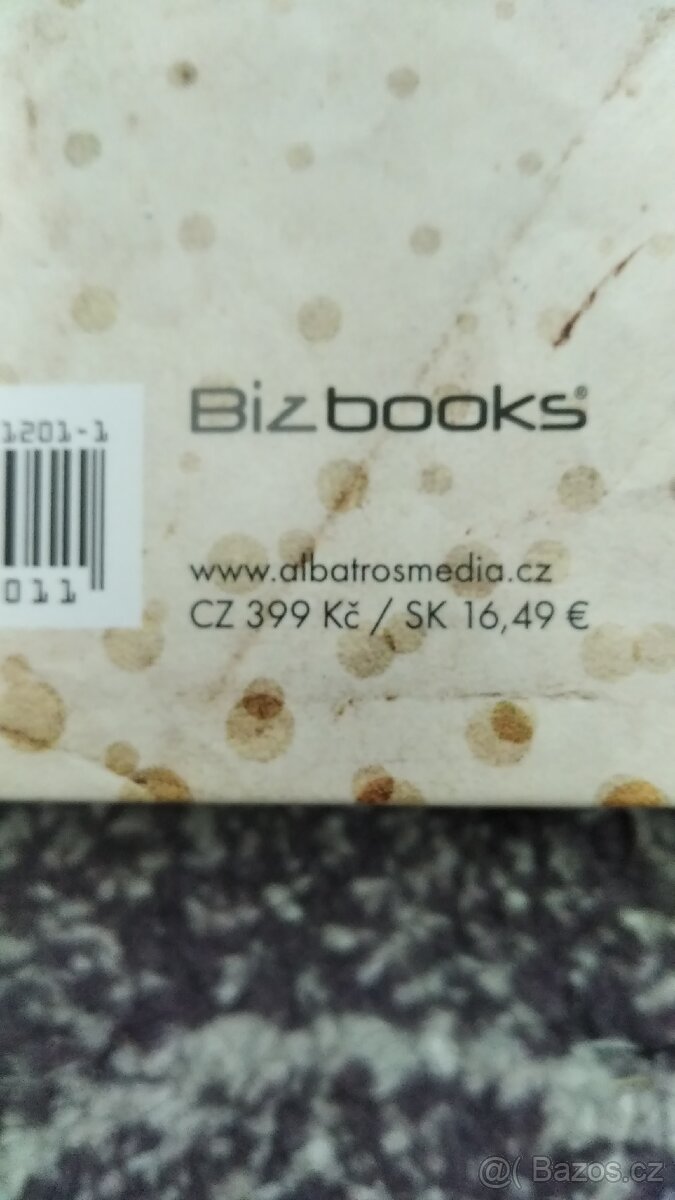 1201-1
Bizbooks®
011
www.albatrosmedia.cz
CZ 399 Kč / SK 16,49 €
@( Bazos.cz